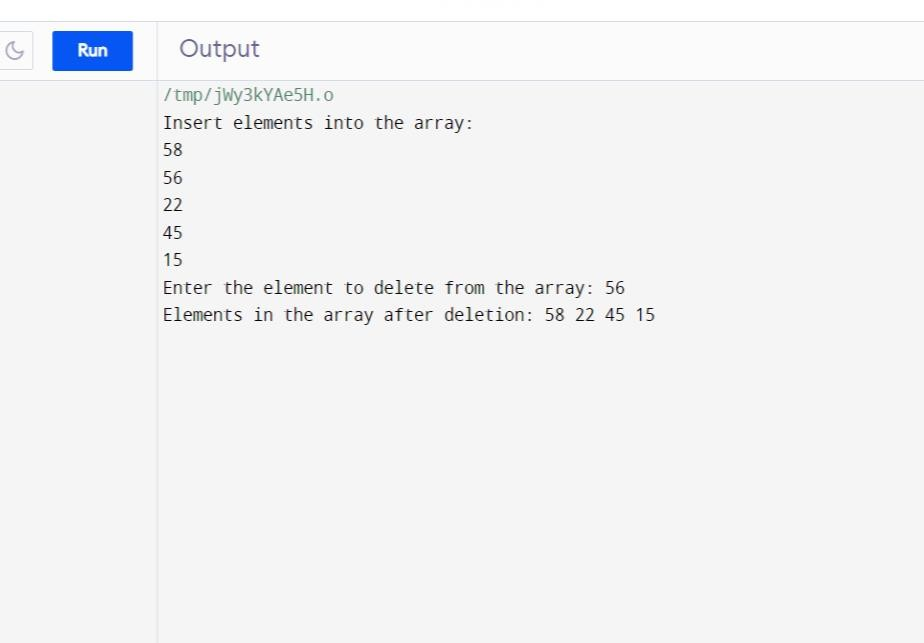 Run
Output
/tmp/jWy3kYAe5H.o
Insert elements into the array:
58
56
22
45
15
Enter the element to delete from the array: 56
Elements in the array after deletion: 58 22 45 15